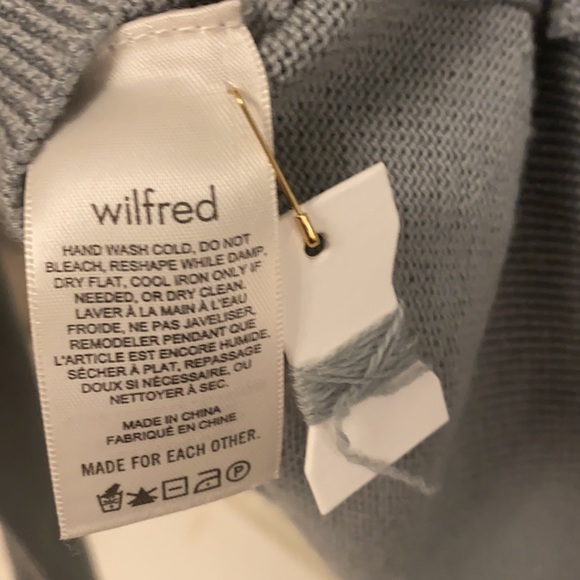 wilfred
HAND WASH COLD, DO NOT
BLEACH, RESHAPE WHILE DAMP,
DRY FLAT, COOL IRON ONLY IF
NEEDED, OR DRY CLEAN.
LAVER À LA MAIN À L'EAU
FROIDE, NE PAS JAVELISER,
REMODELER PENDANT QUE
L'ARTICLE EST ENCORE HUMIDE,
SÉCHER À PLAT, REPASSAGE
DOUX SI NÉCESSAIRE, OU
NETTOYER À SEC.
MADE IN CHINA
FABRIQUÉ EN CHINE
MADE FOR EACH OTHER.
P